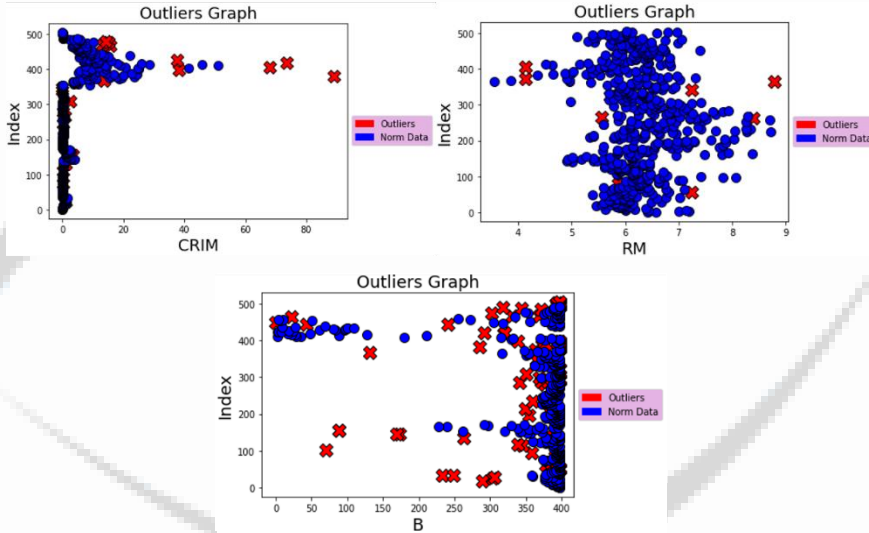 Outliers Graph
500
400
300
200
100
0
Index
0 20 40 60 80
CRIM
Outliers
Norm Data
Outliers Graph
500
400
300
200
100
0
Index
4 5 6 7 8 9
RM
Outliers
Norm Data
Outliers Graph
500
400
300
200
100
0
Index
0 50 100 150 200 250 300 350 400
B
Outliers
Norm Data